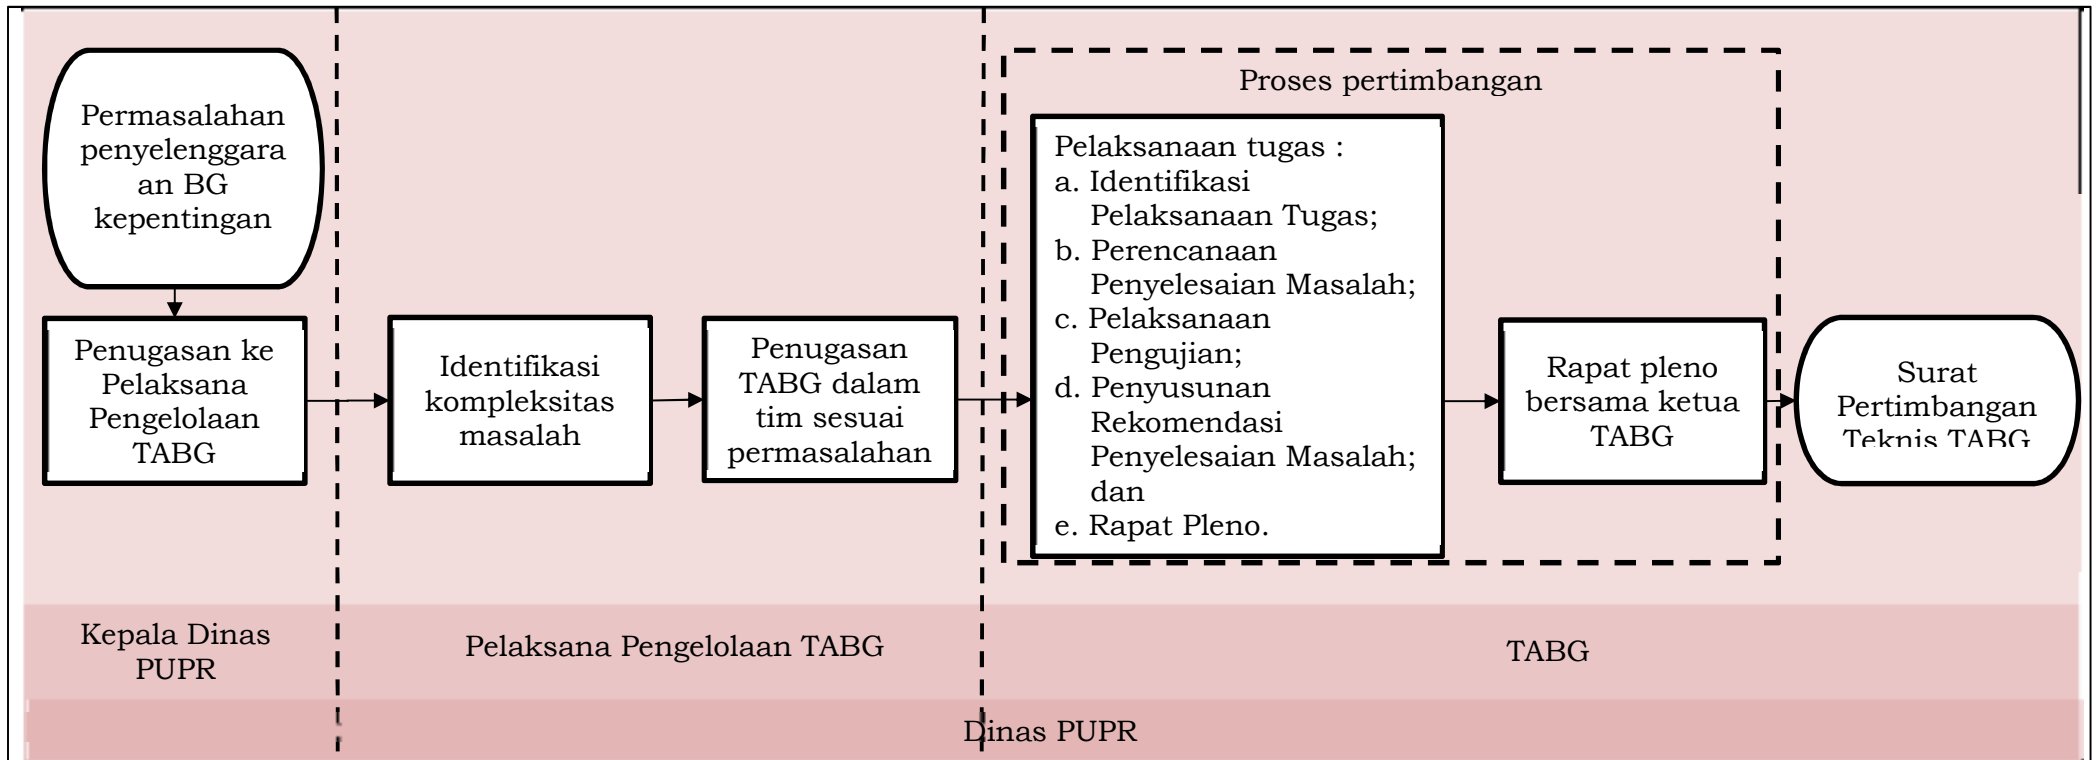 Permasalahan
penyelenggara
an BG
kepentingan
Penugasan ke
Pelaksana
Pengelolaan
TABG
Identifikasi
kompleksitas
masalah
Penugasan
TABG dalam
tim sesuai
permasalahan
Proses pertimbangan
Pelaksanaan tugas :
a. Identifikasi
Pelaksanaan Tugas;
b. Perencanaan
Penyelesaian Masalah;
c. Pelaksanaan
Pengujian;
d. Penyusunan
Rekomendasi
Penyelesaian Masalah;
dan
e. Rapat Pleno.
Rapat pleno
bersama ketua
TABG
Surat
Pertimbangan
Teknis TABG
Kepala Dinas
PUPR
Pelaksana Pengelolaan TABG
TABG
Dinas PUPR